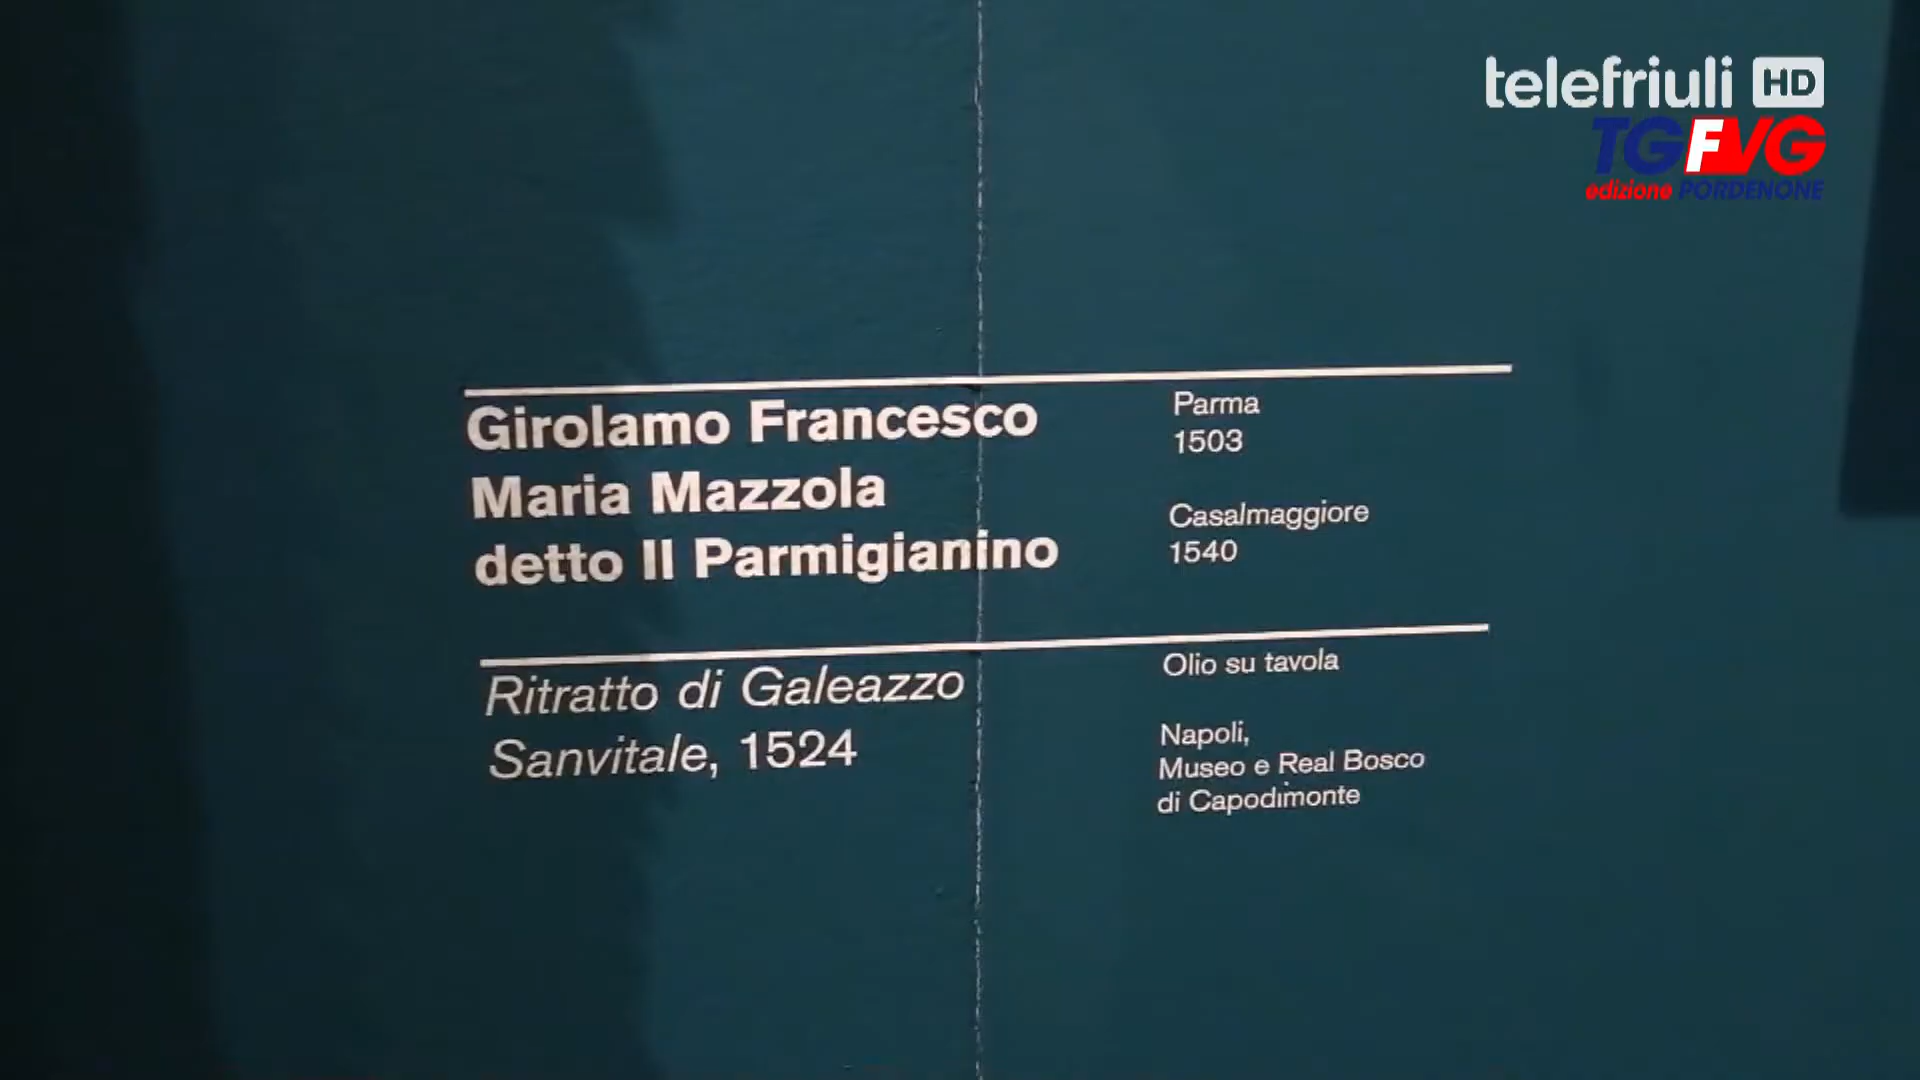 telefriuli HD
TGFVG
edizione PORDENONE
Girolamo Francesco
Maria Mazzola
detto Il Parmigianino
Parma
1503
Casalmaggiore
1540
Ritratto di Galeazzo
Sanvitale, 1524
Olio su tavola
Napoli,
Museo e Real Bosco
di Capodimonte